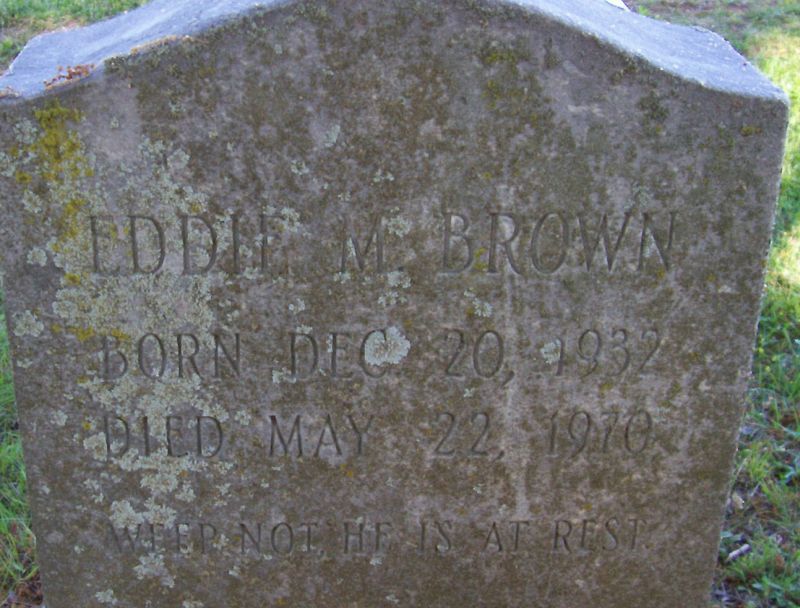 EDDIE M. BROWN
BORN DEC 20, 1932
DIED MAY 22, 1970
WEEP NOT, HE IS AT REST.